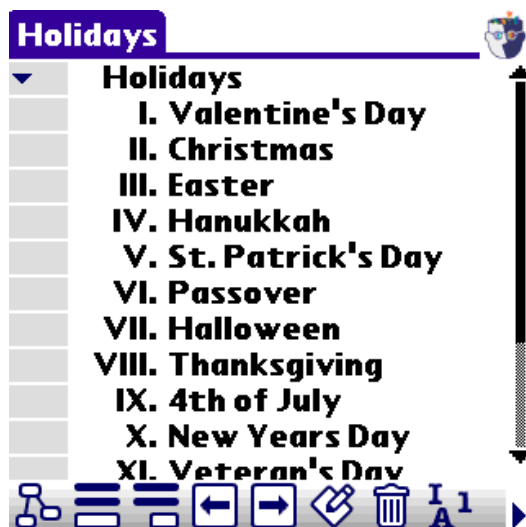 Holidays
Holidays
I. Valentine's Day
II. Christmas
III. Easter
IV. Hanukkah
V. St. Patrick's Day
VI. Passover
VII. Halloween
VIII. Thanksgiving
IX. 4th of July
X. New Years Day
XI. Veteran's Day
I
A 1